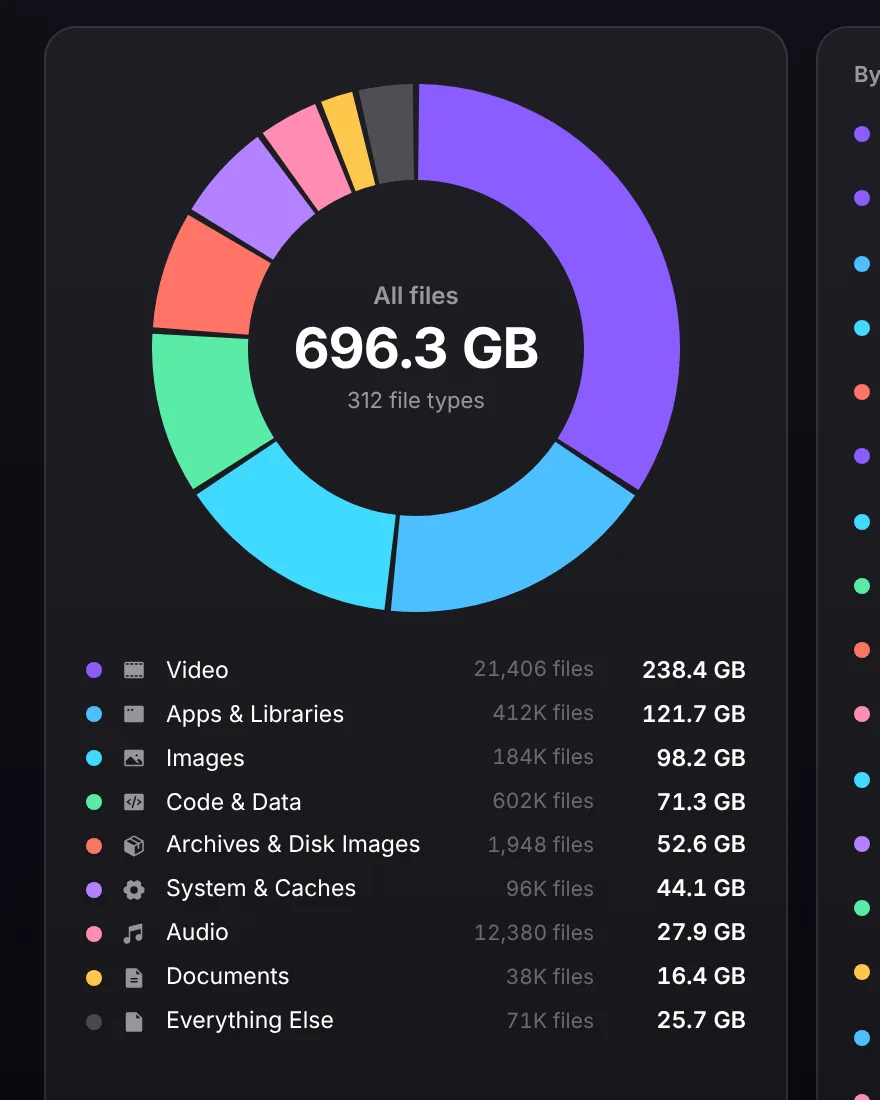 All files
696.3 GB
312 file types
Video 21,406 files 238.4 GB
Apps & Libraries 412K files 121.7 GB
Images 184K files 98.2 GB
Code & Data 602K files 71.3 GB
Archives & Disk Images 1,948 files 52.6 GB
System & Caches 96K files 44.1 GB
Audio 12,380 files 27.9 GB
Documents 38K files 16.4 GB
Everything Else 71K files 25.7 GB
By